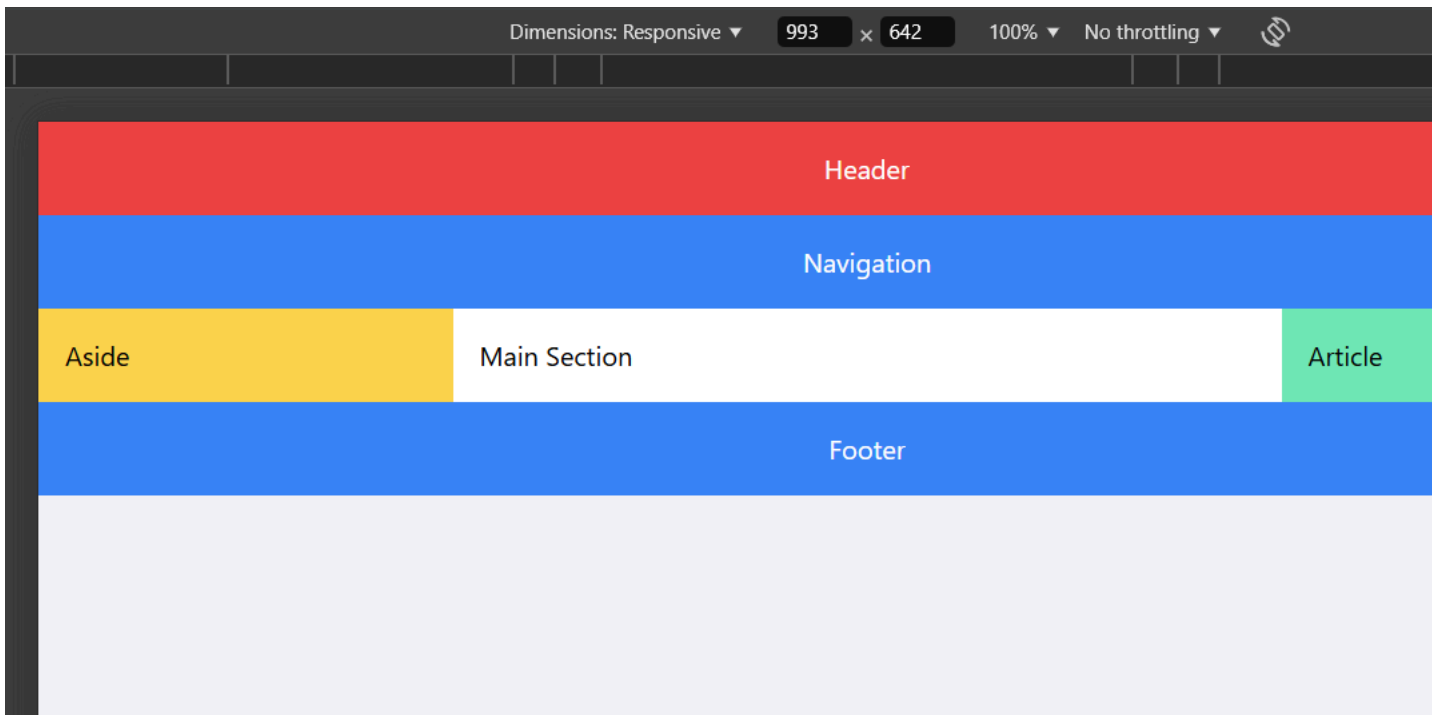 Dimensions: Responsive ▼ 993 × 642 100% ▼ No throttling ▼
Header
Navigation
Aside Main Section Article
Footer